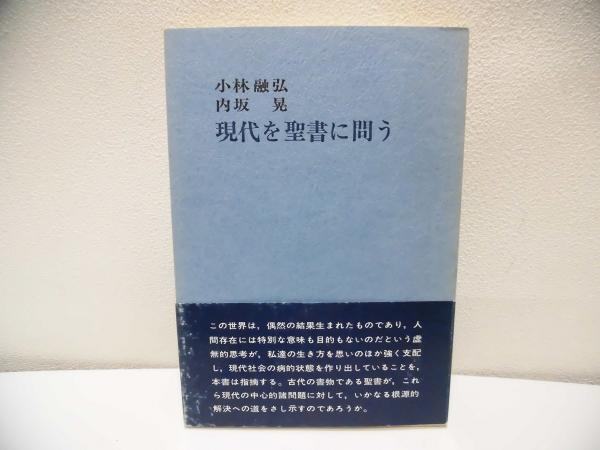 小林融弘
内坂 晃
現代を聖書に問う
この世界は,偶然の結果生まれたものであり,人
間存在には特別な意味も目的もないのだという虚
無的思考が,私達の生き方を思いのほか強く支配
し,現代社会の病的状態を作り出していることを,
本書は指摘する。古代の書物である聖書が,これ
ら現代の中心的諸問題に対して,いかなる根源的
解決への道をさし示すのであろうか。